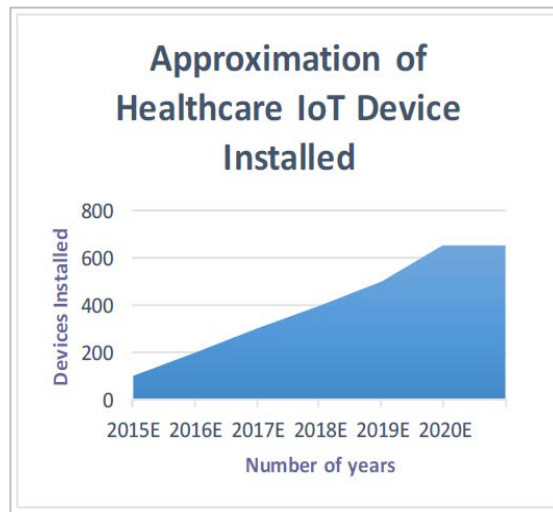 Approximation of
Healthcare IoT Device
Installed
Devices Installed
800
600
400
200
0
2015E 2016E 2017E 2018E 2019E 2020E
Number of years